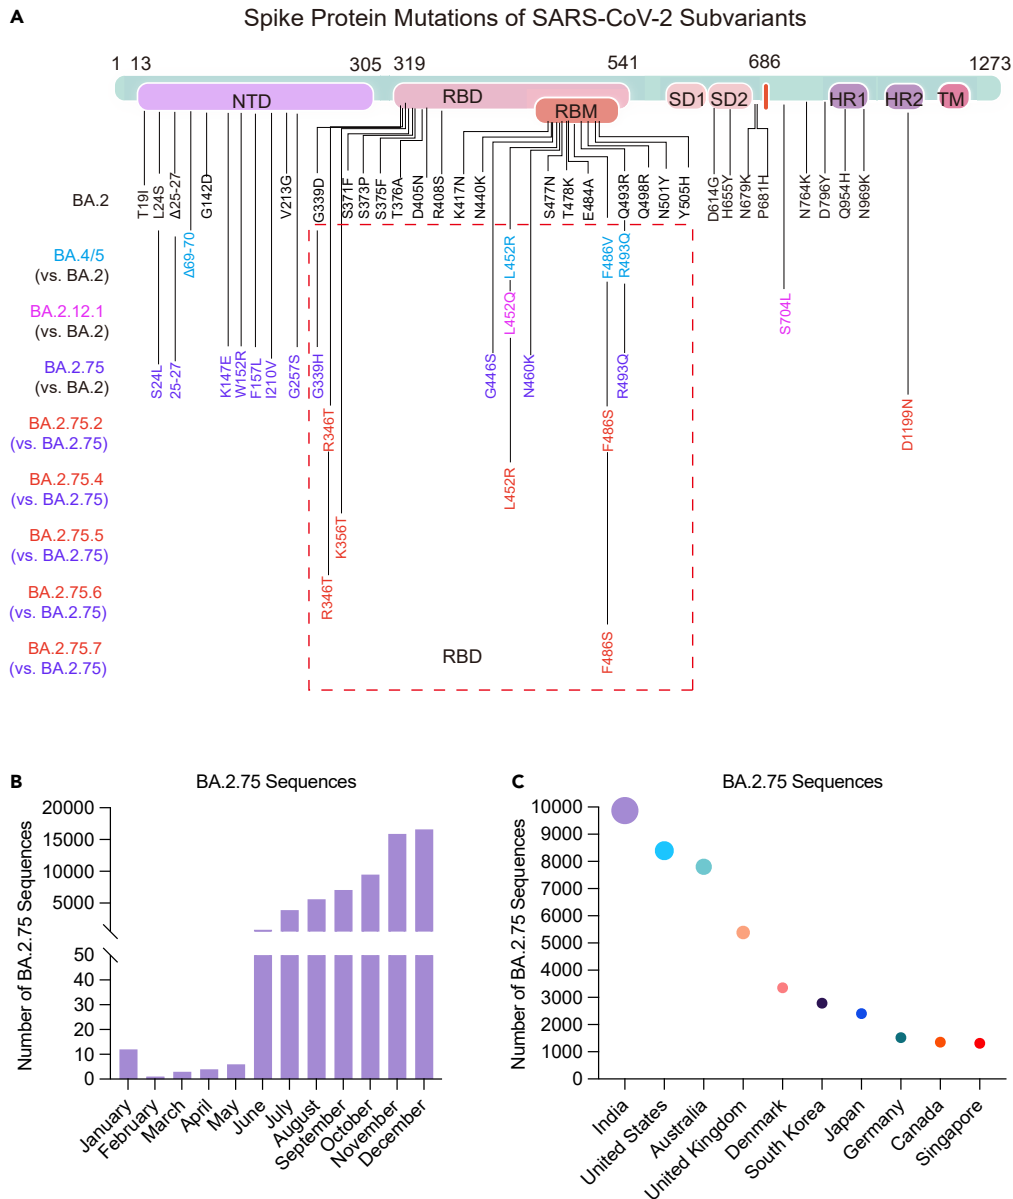 A
Spike Protein Mutations of SARS-CoV-2 Subvariants
1 13 305 319 541 686 1273
NTD RBD RBM SD1 SD2 HR1 HR2 TM
BA.2
T19I L24S Δ25-27 G142D V213G G339D S371F S373P S375F T376A D405N R408S K417N N440K S477N T478K E484A Q493R Q498R N501Y Y505H D614G H655Y N679K P681H N764K D796Y Q954H N969K
BA.4/5
(vs. BA.2)
Δ69-70 L452R F486V R493Q
BA.2.12.1
(vs. BA.2)
L452Q S704L
BA.2.75
(vs. BA.2)
S24L 25-27 K147E W152R F157L I210V G257S G339H G446S N460K R493Q
BA.2.75.2
(vs. BA.2.75)
R346T F486S D1199N
BA.2.75.4
(vs. BA.2.75)
L452R
BA.2.75.5
(vs. BA.2.75)
K356T
BA.2.75.6
(vs. BA.2.75)
R346T
BA.2.75.7
(vs. BA.2.75)
F486S
RBD
B
BA.2.75 Sequences
Number of BA.2.75 Sequences
20000
15000
10000
5000
50
40
30
20
10
0
January
February
March
April
May
June
July
August
September
October
November
December
C
BA.2.75 Sequences
Number of BA.2.75 Sequences
10000
9000
8000
7000
6000
5000
4000
3000
2000
1000
0
India
United States
Australia
United Kingdom
Denmark
South Korea
Japan
Germany
Canada
Singapore